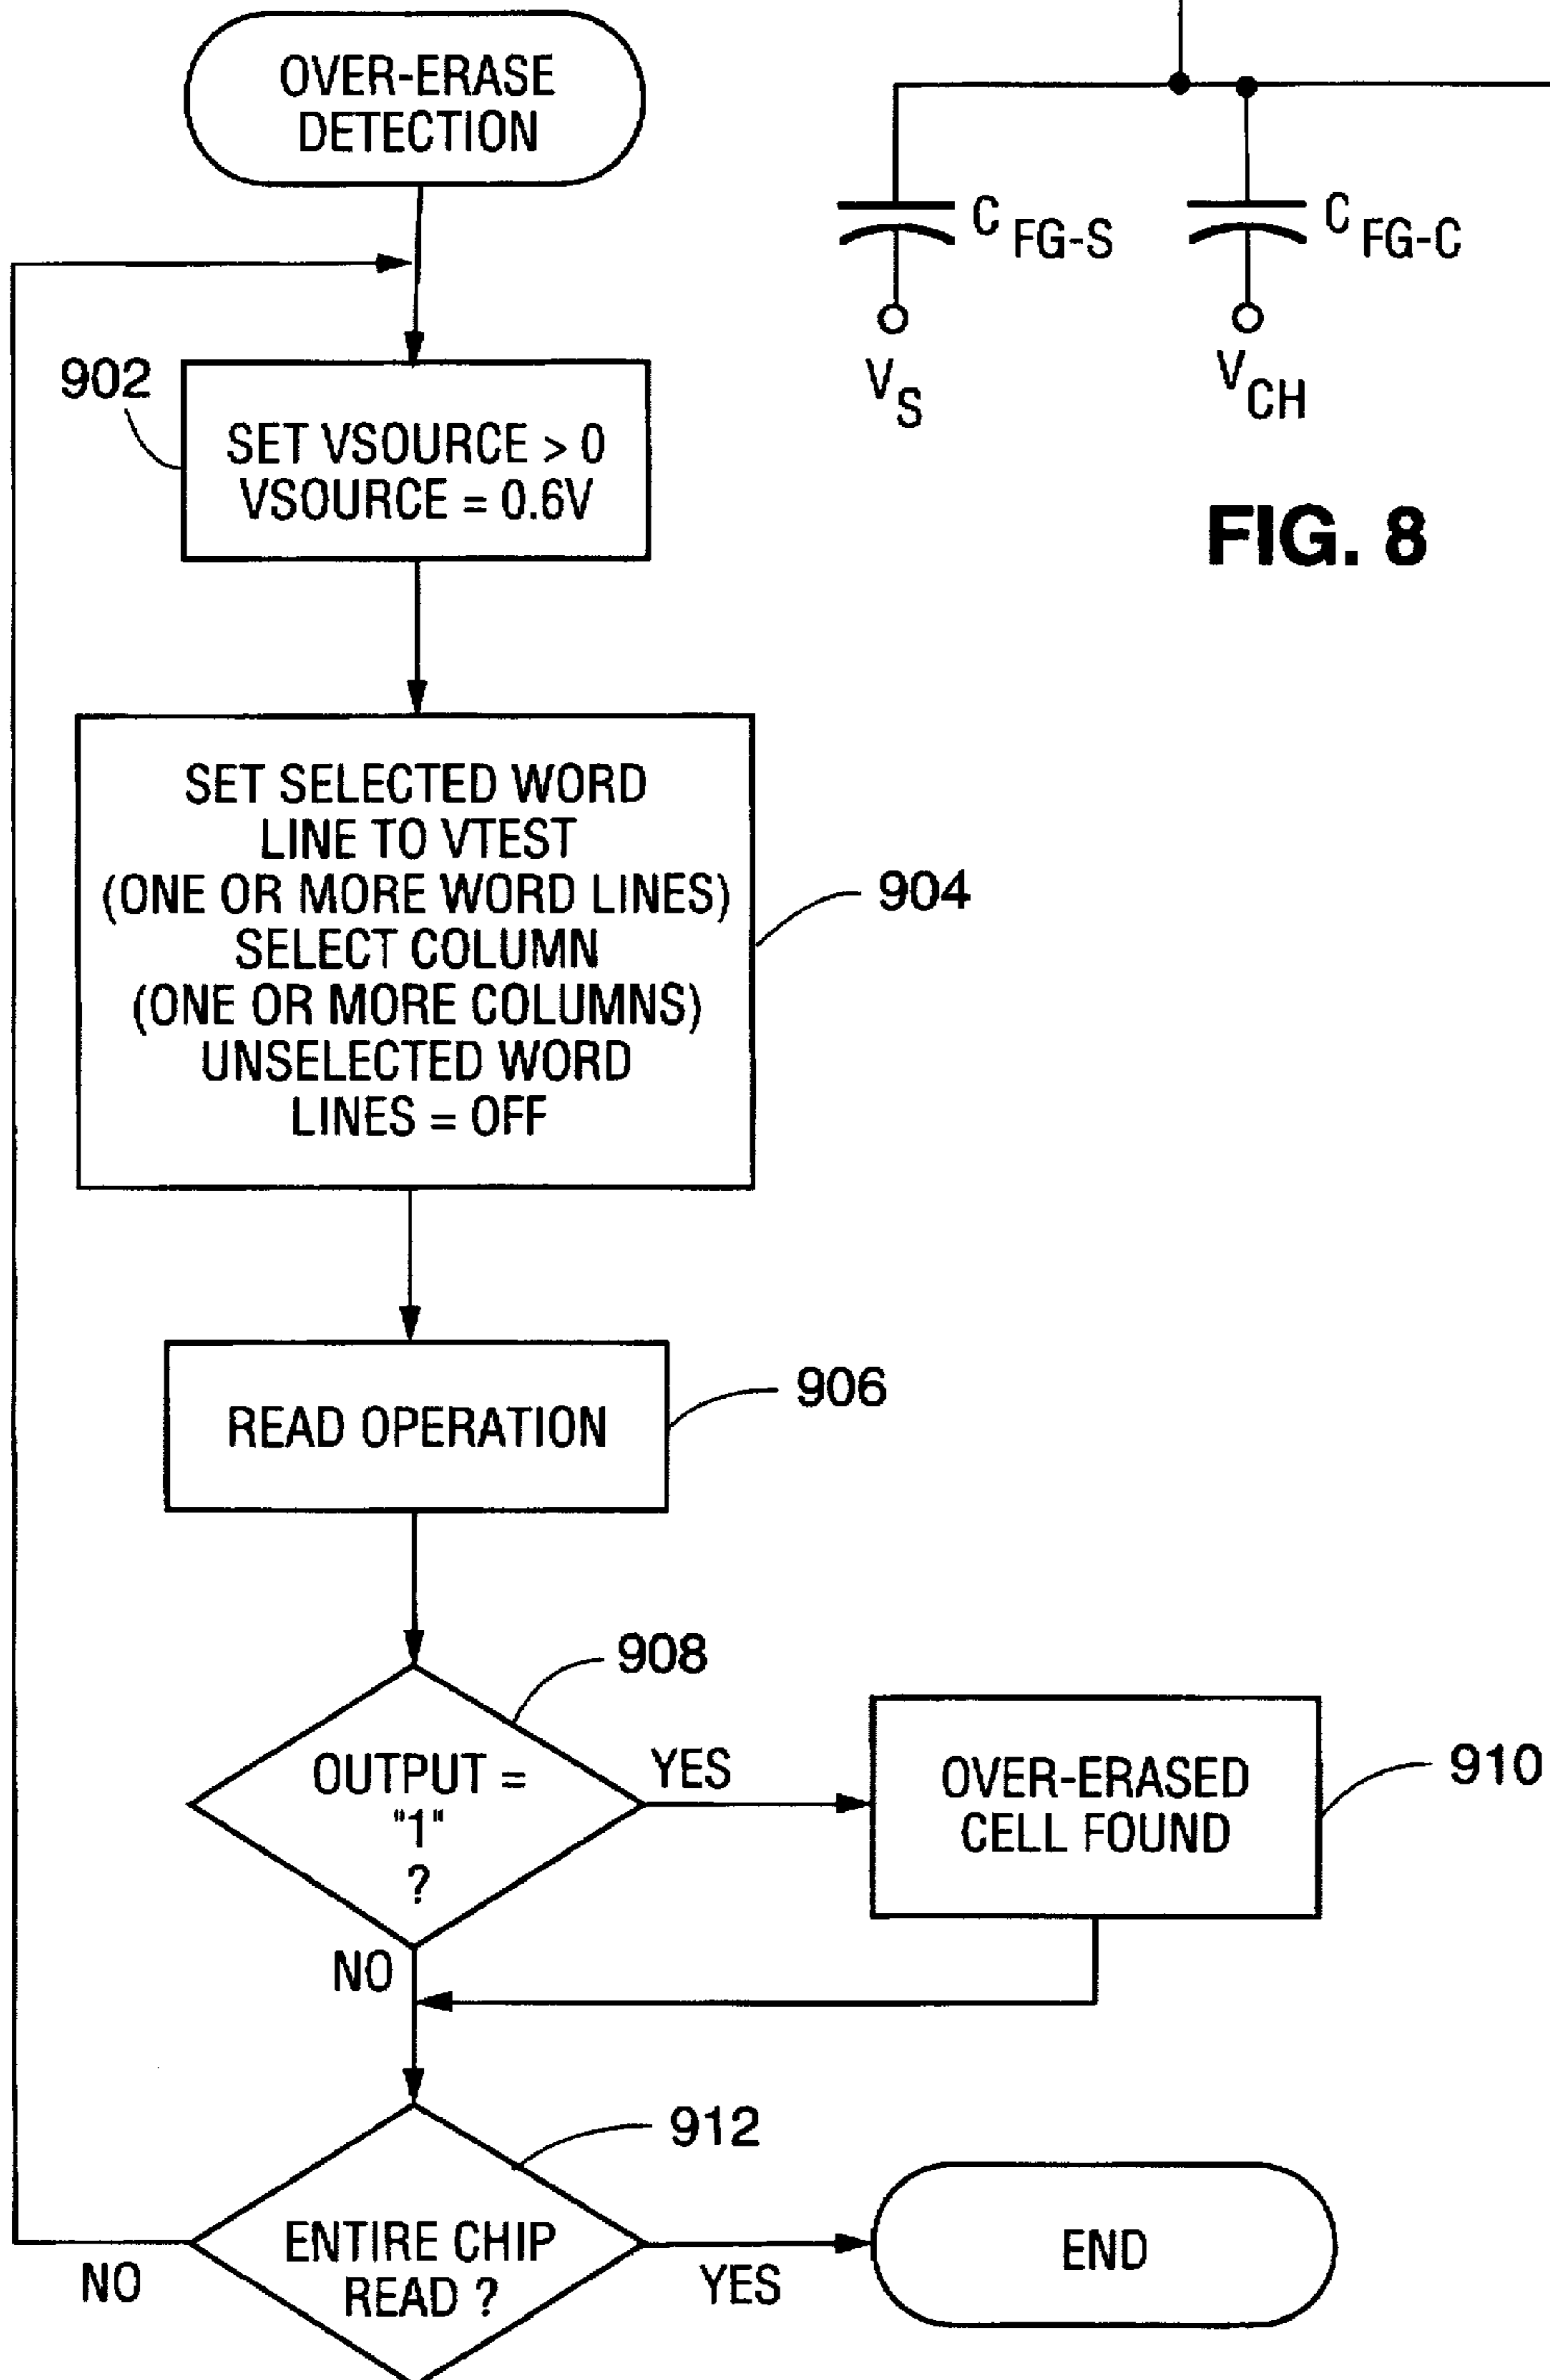 OVER-ERASE
DETECTION
902
SET VSOURCE > 0
VSOURCE = 0.6V
SET SELECTED WORD
LINE TO VTEST
(ONE OR MORE WORD LINES)
SELECT COLUMN
(ONE OR MORE COLUMNS)
UNSELECTED WORD
LINES = OFF
904
READ OPERATION
906
908
OUTPUT =
"1"
?
YES
NO
OVER-ERASED
CELL FOUND
910
912
ENTIRE CHIP
READ ?
NO
YES
END
C FG-S
C FG-C
V S
V CH
FIG. 8